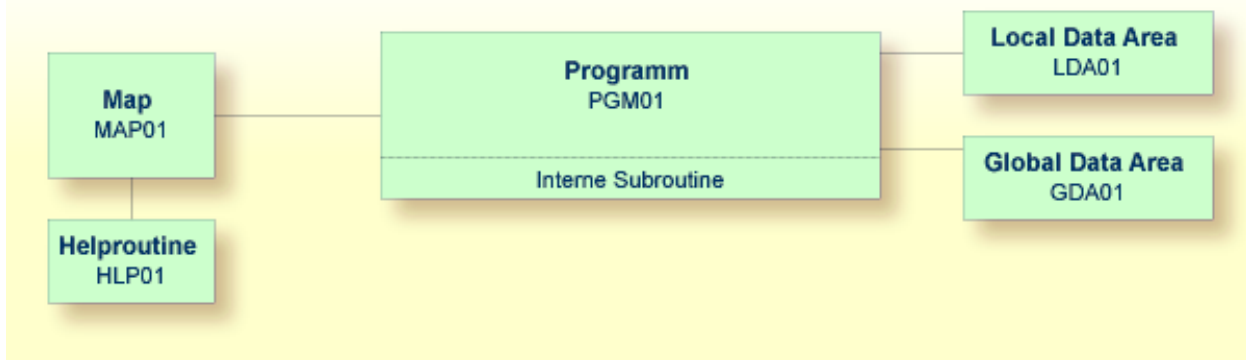 Map
MAP01
Helproutine
HLP01
Programm
PGM01
Interne Subroutine
Local Data Area
LDA01
Global Data Area
GDA01